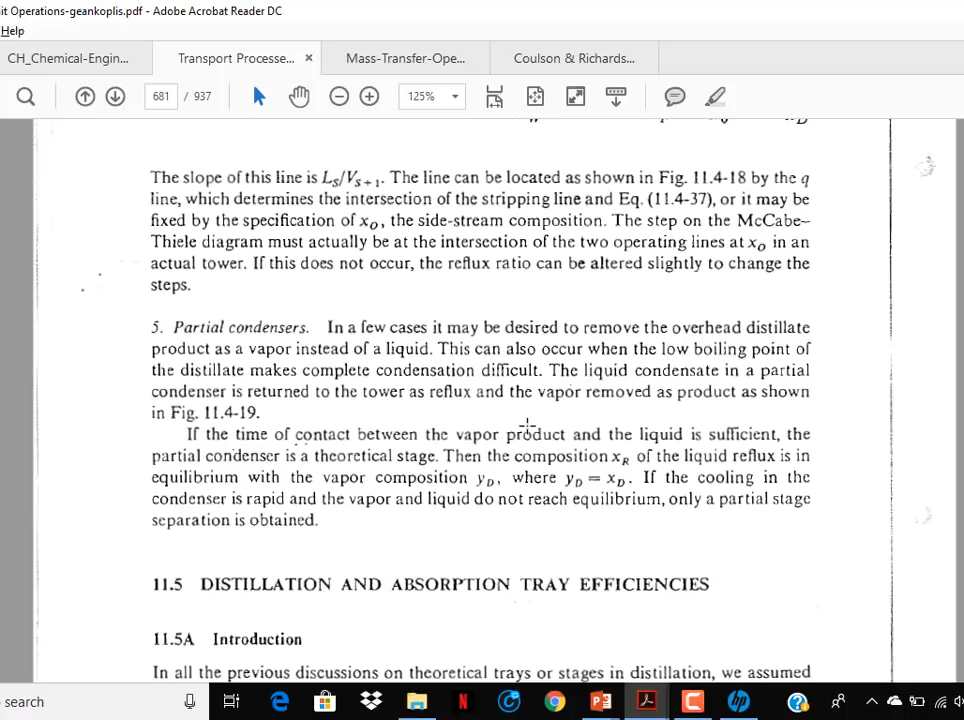 it Operations-geankoplis.pdf - Adobe Acrobat Reader DC
Help
CH_Chemical-Engin...
Transport Processe... ×
Mass-Transfer-Ope...
Coulson & Richards...
681 / 937
125%
The slope of this line is L_S/V_{S+1}. The line can be located as shown in Fig. 11.4-18 by the q
line, which determines the intersection of the stripping line and Eq. (11.4-37), or it may be
fixed by the specification of x_O, the side-stream composition. The step on the McCabe–
Thiele diagram must actually be at the intersection of the two operating lines at x_O in an
actual tower. If this does not occur, the reflux ratio can be altered slightly to change the
steps.
5. Partial condensers. In a few cases it may be desired to remove the overhead distillate
product as a vapor instead of a liquid. This can also occur when the low boiling point of
the distillate makes complete condensation difficult. The liquid condensate in a partial
condenser is returned to the tower as reflux and the vapor removed as product as shown
in Fig. 11.4-19.
If the time of contact between the vapor product and the liquid is sufficient, the
partial condenser is a theoretical stage. Then the composition x_R of the liquid reflux is in
equilibrium with the vapor composition y_D, where y_D = x_D. If the cooling in the
condenser is rapid and the vapor and liquid do not reach equilibrium, only a partial stage
separation is obtained.
11.5 DISTILLATION AND ABSORPTION TRAY EFFICIENCIES
11.5A Introduction
In all the previous discussions on theoretical trays or stages in distillation, we assumed
search